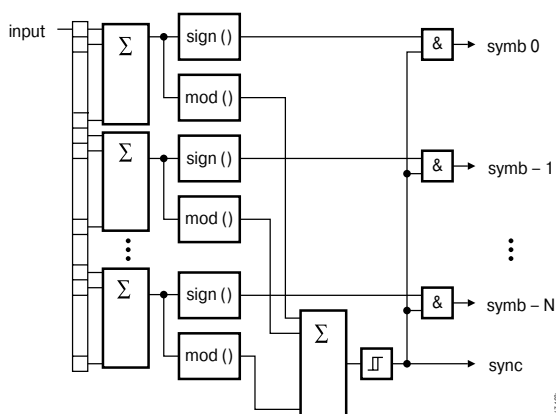 input
Σ
sign ()
&
symb 0
mod ()
Σ
sign ()
&
symb – 1
mod ()
Σ
sign ()
&
symb – N
mod ()
Σ
sync